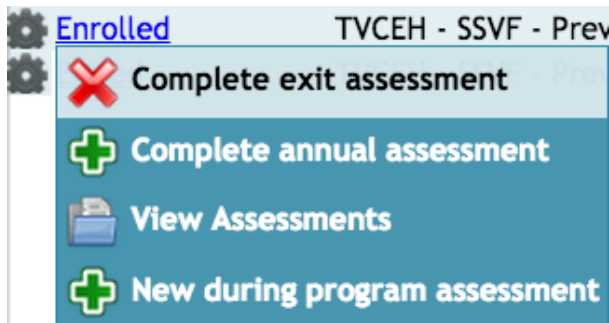 Enrolled TVCEH - SSVF - Prev
Complete exit assessment
Complete annual assessment
View Assessments
New during program assessment